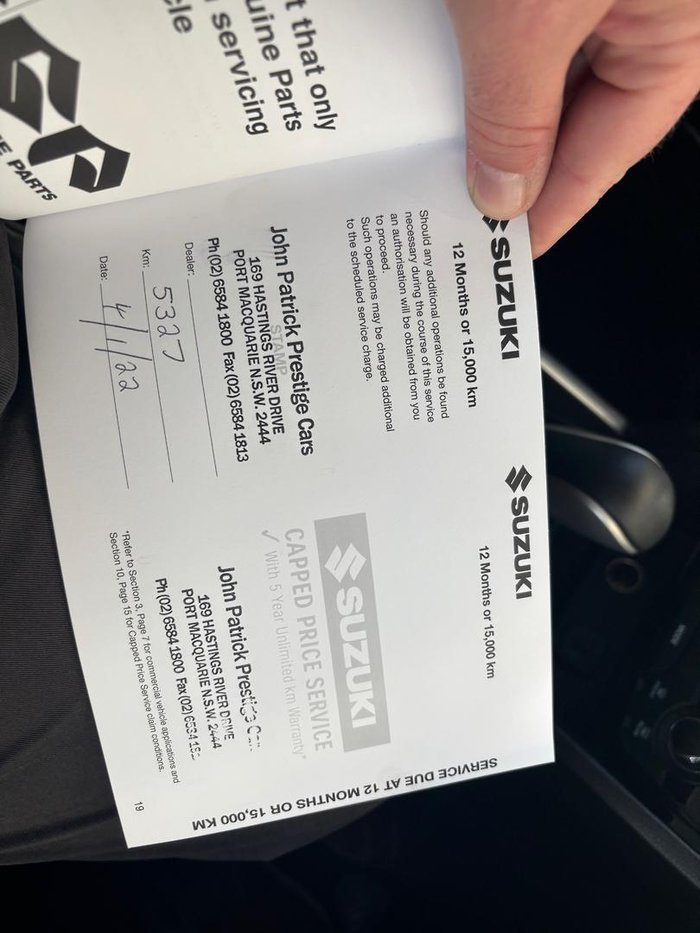 t that only
uine Parts
servicing
cle
E PARTS
SUZUKI
12 Months or 15,000 km
Should any additional operations be found
necessary during the course of this service
an authorisation will be obtained from you
to proceed.
Such operations may be charged additional
to the scheduled service charge.
John Patrick Prestige Cars
STAMP
169 HASTINGS RIVER DRIVE
PORT MACQUARIE N.S.W. 2444
Ph (02) 6584 1800 Fax (02) 6584 1813
Dealer:
Km: 5327
Date: 4/1/22
SUZUKI
12 Months or 15,000 km
SUZUKI
CAPPED PRICE SERVICE
✓ With 5 Year Unlimited km Warranty*
John Patrick Prestige C
169 HASTINGS RIVER DRIVE
PORT MACQUARIE N.S.W. 2444
Ph (02) 6584 1800 Fax (02) 6584 18
*Refer to Section 3, Page 7 for commercial vehicle applications and
Section 10, Page 15 for Capped Price Service claim conditions.
19
SERVICE DUE AT 12 MONTHS OR 15,000 KM